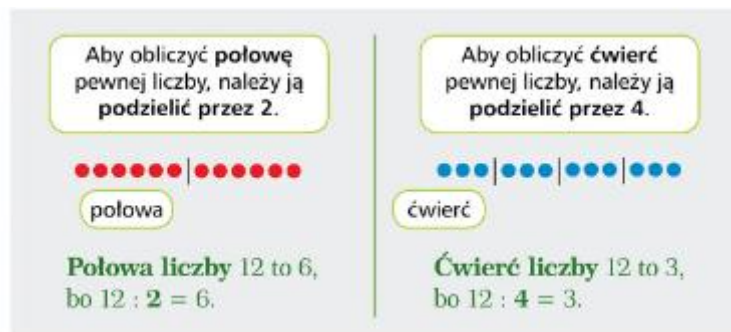 Aby obliczyć połowę
pewnej liczby, należy ją
podzielić przez 2.
połowa
Połowa liczby 12 to 6,
bo 12 : 2 = 6.
Aby obliczyć ćwierć
pewnej liczby, należy ją
podzielić przez 4.
ćwierć
Ćwierć liczby 12 to 3,
bo 12 : 4 = 3.